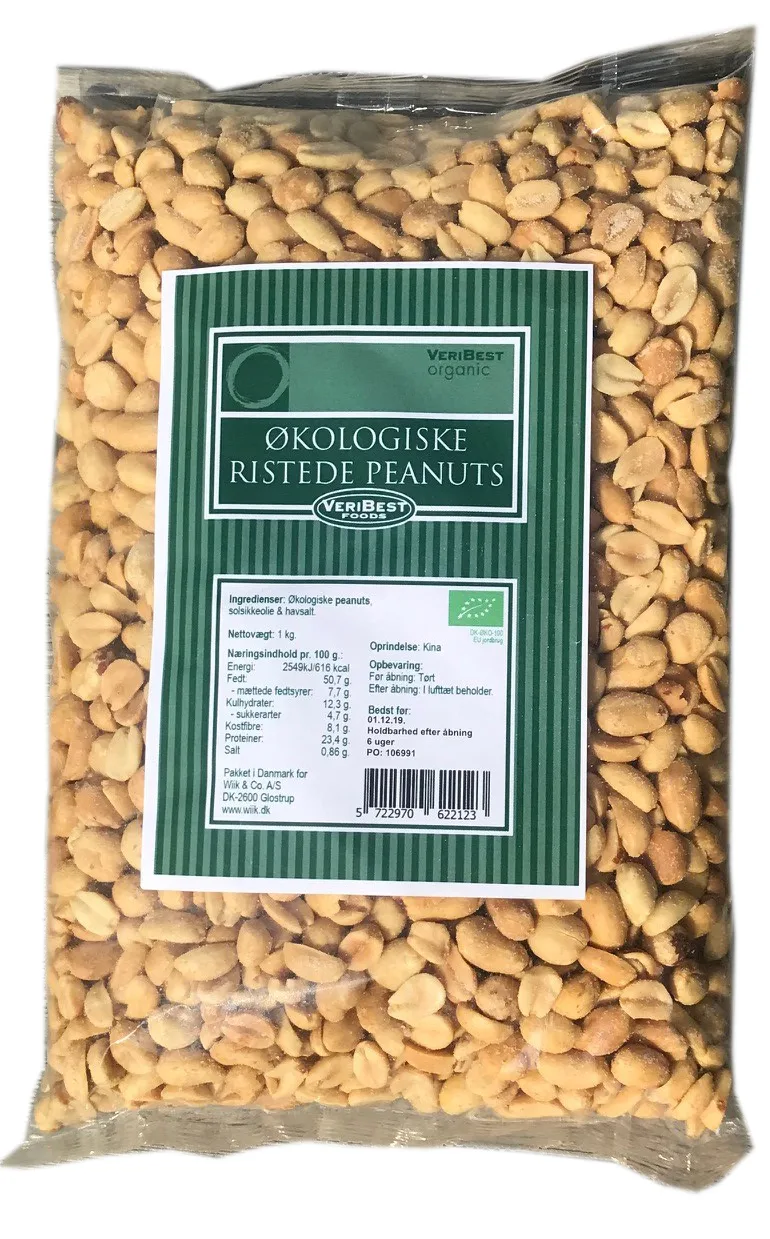 VERIBEST
organic
ØKOLOGISKE
RISTEDE PEANUTS
VERIBEST
FOODS
Ingredienser: Økologiske peanuts,
solsikkeolie & havsalt.
Nettovægt: 1 kg.
Næringsindhold pr. 100 g.:
Energi: 2549kJ/616 kcal
Fedt: 50,7 g.
- mættede fedtsyrer: 7,7 g.
Kulhydrater: 12,3 g.
- sukkerarter 4,7 g.
Kostfibre: 8,1 g.
Proteiner: 23,4 g.
Salt 0,86 g.
Pakket i Danmark for
Wiik & Co. A/S
DK-2600 Glostrup
www.wiik.dk
DK-ØKO-100
EU jordbrug
Oprindelse: Kina
Opbevaring:
Før åbning: Tørt
Efter åbning: I lufttæt beholder.
Bedst før:
01.12.19.
Holdbarhed efter åbning
6 uger
PO: 106991
5 722970 622123